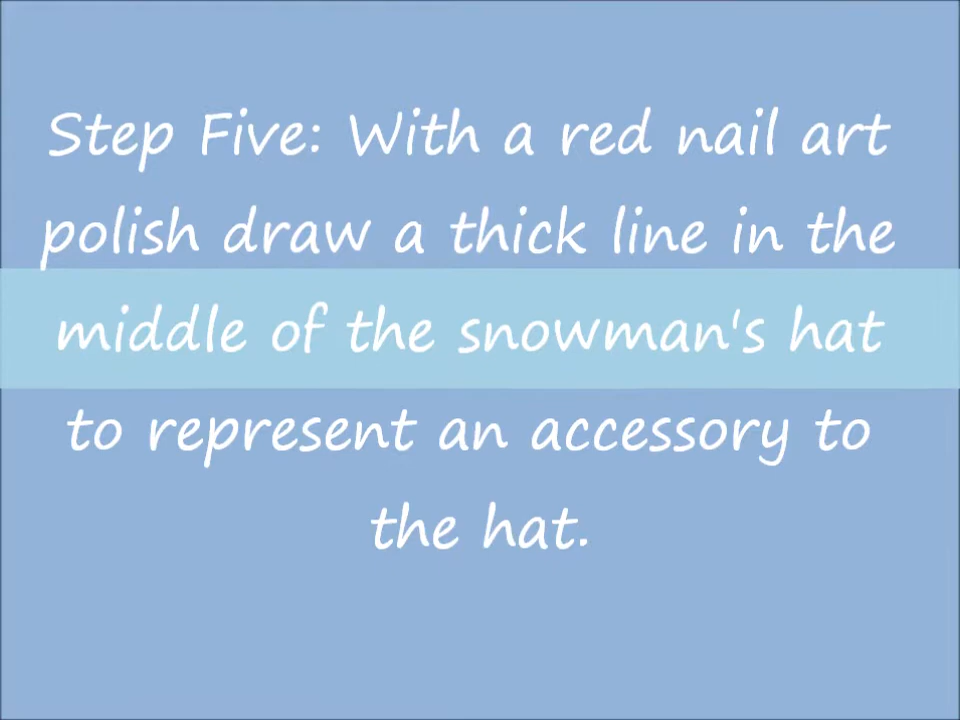 Step Five: With a red nail art
polish draw a thick line in the
middle of the snowman's hat
to represent an accessory to
the hat.